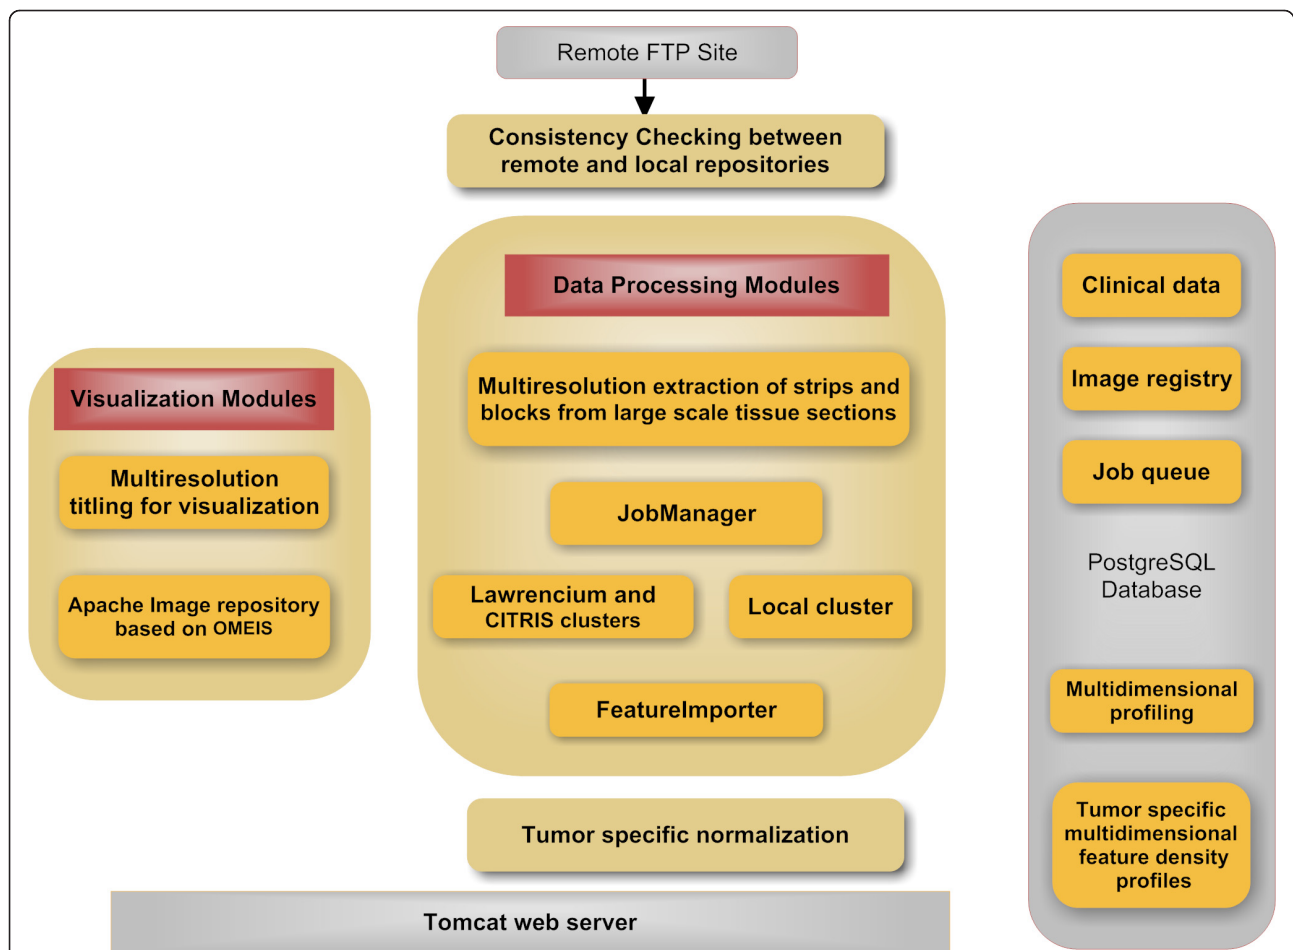 Remote FTP Site
Consistency Checking between
remote and local repositories
Data Processing Modules
Multiresolution extraction of strips and
blocks from large scale tissue sections
JobManager
Lawrencium and
CITRIS clusters
Local cluster
FeatureImporter
Visualization Modules
Multiresolution
titling for visualization
Apache Image repository
based on OMEIS
Clinical data
Image registry
Job queue
PostgreSQL
Database
Multidimensional
profiling
Tumor specific
multidimensional
feature density
profiles
Tumor specific normalization
Tomcat web server